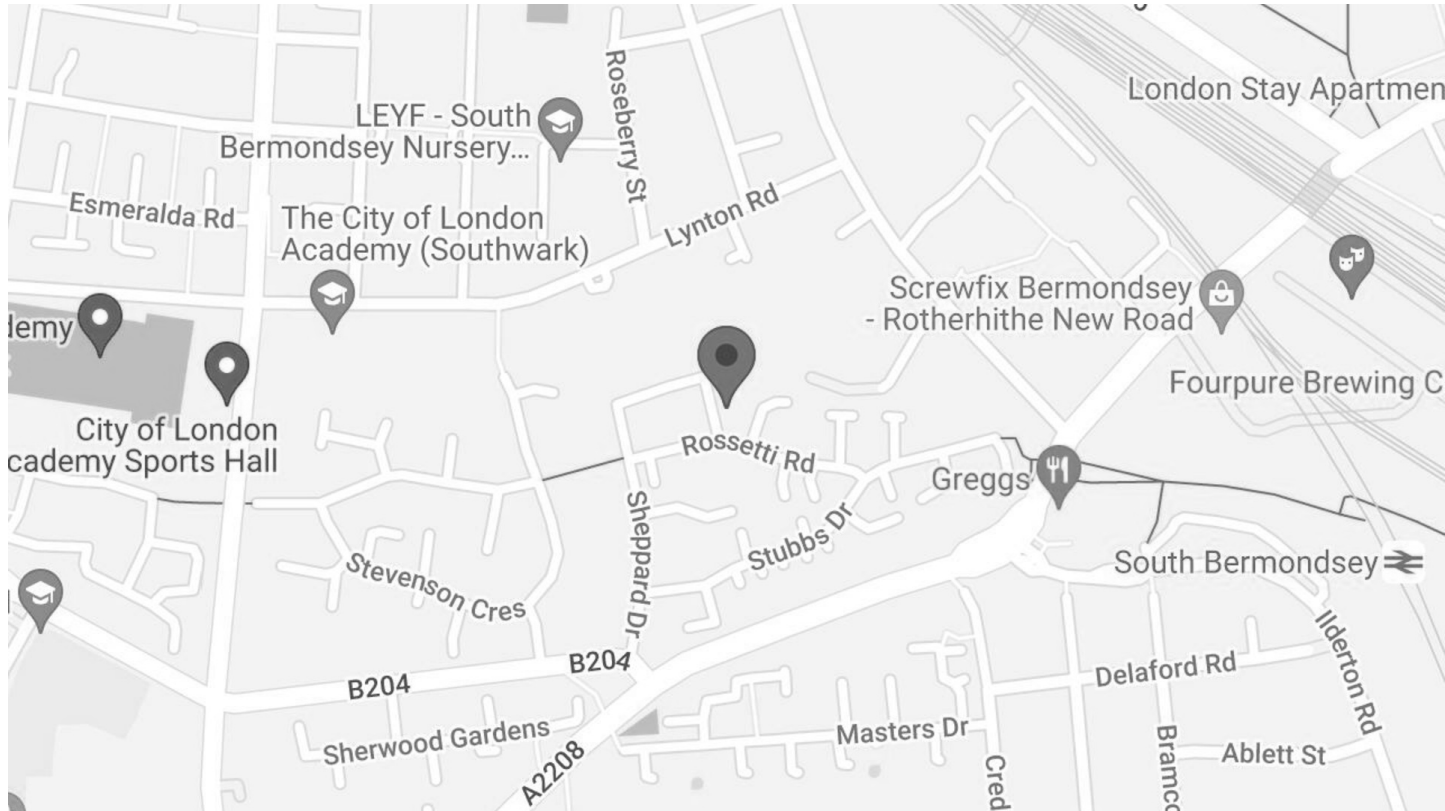 London Stay Apartmen
LEYF - South
Bermondsey Nursery...
Roseberry St
Esmeralda Rd
The City of London
Academy (Southwark)
Lynton Rd
Screwfix Bermondsey
- Rotherhithe New Road
demy
Fourpure Brewing C
City of London
cademy Sports Hall
Rossetti Rd
Greggs
Sheppard Dr
Stubbs Dr
Stevenson Cres
South Bermondsey
Ilderton Rd
B204
B204
Delaford Rd
Sherwood Gardens
Masters Dr
A2208
Cred
Bramco
Ablett St